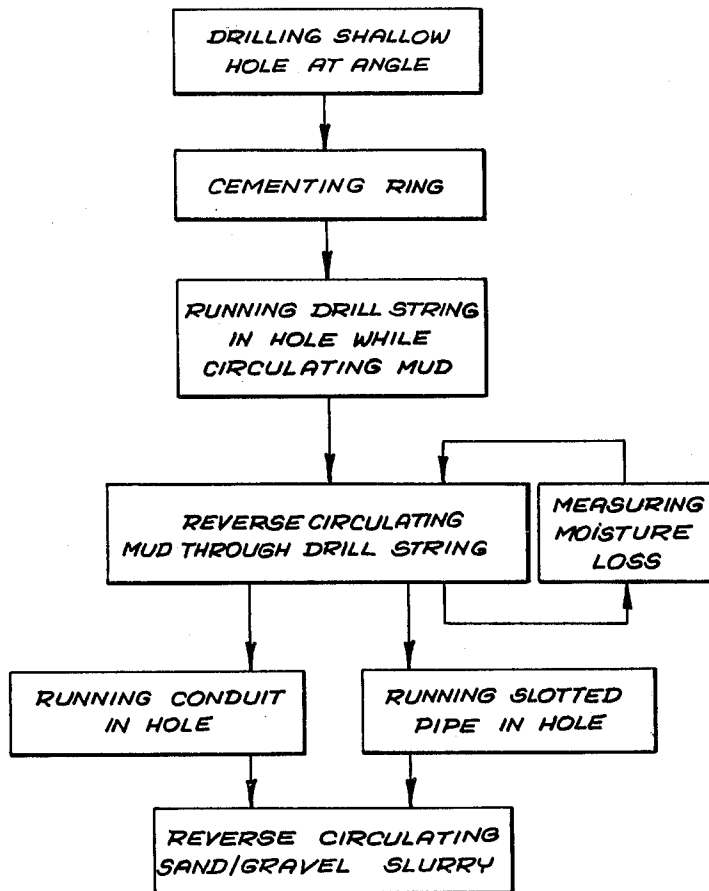 DRILLING SHALLOW
HOLE AT ANGLE
CEMENTING RING
RUNNING DRILL STRING
IN HOLE WHILE
CIRCULATING MUD
REVERSE CIRCULATING
MUD THROUGH DRILL STRING
MEASURING
MOISTURE
LOSS
RUNNING CONDUIT
IN HOLE
RUNNING SLOTTED
PIPE IN HOLE
REVERSE CIRCULATING
SAND/GRAVEL SLURRY